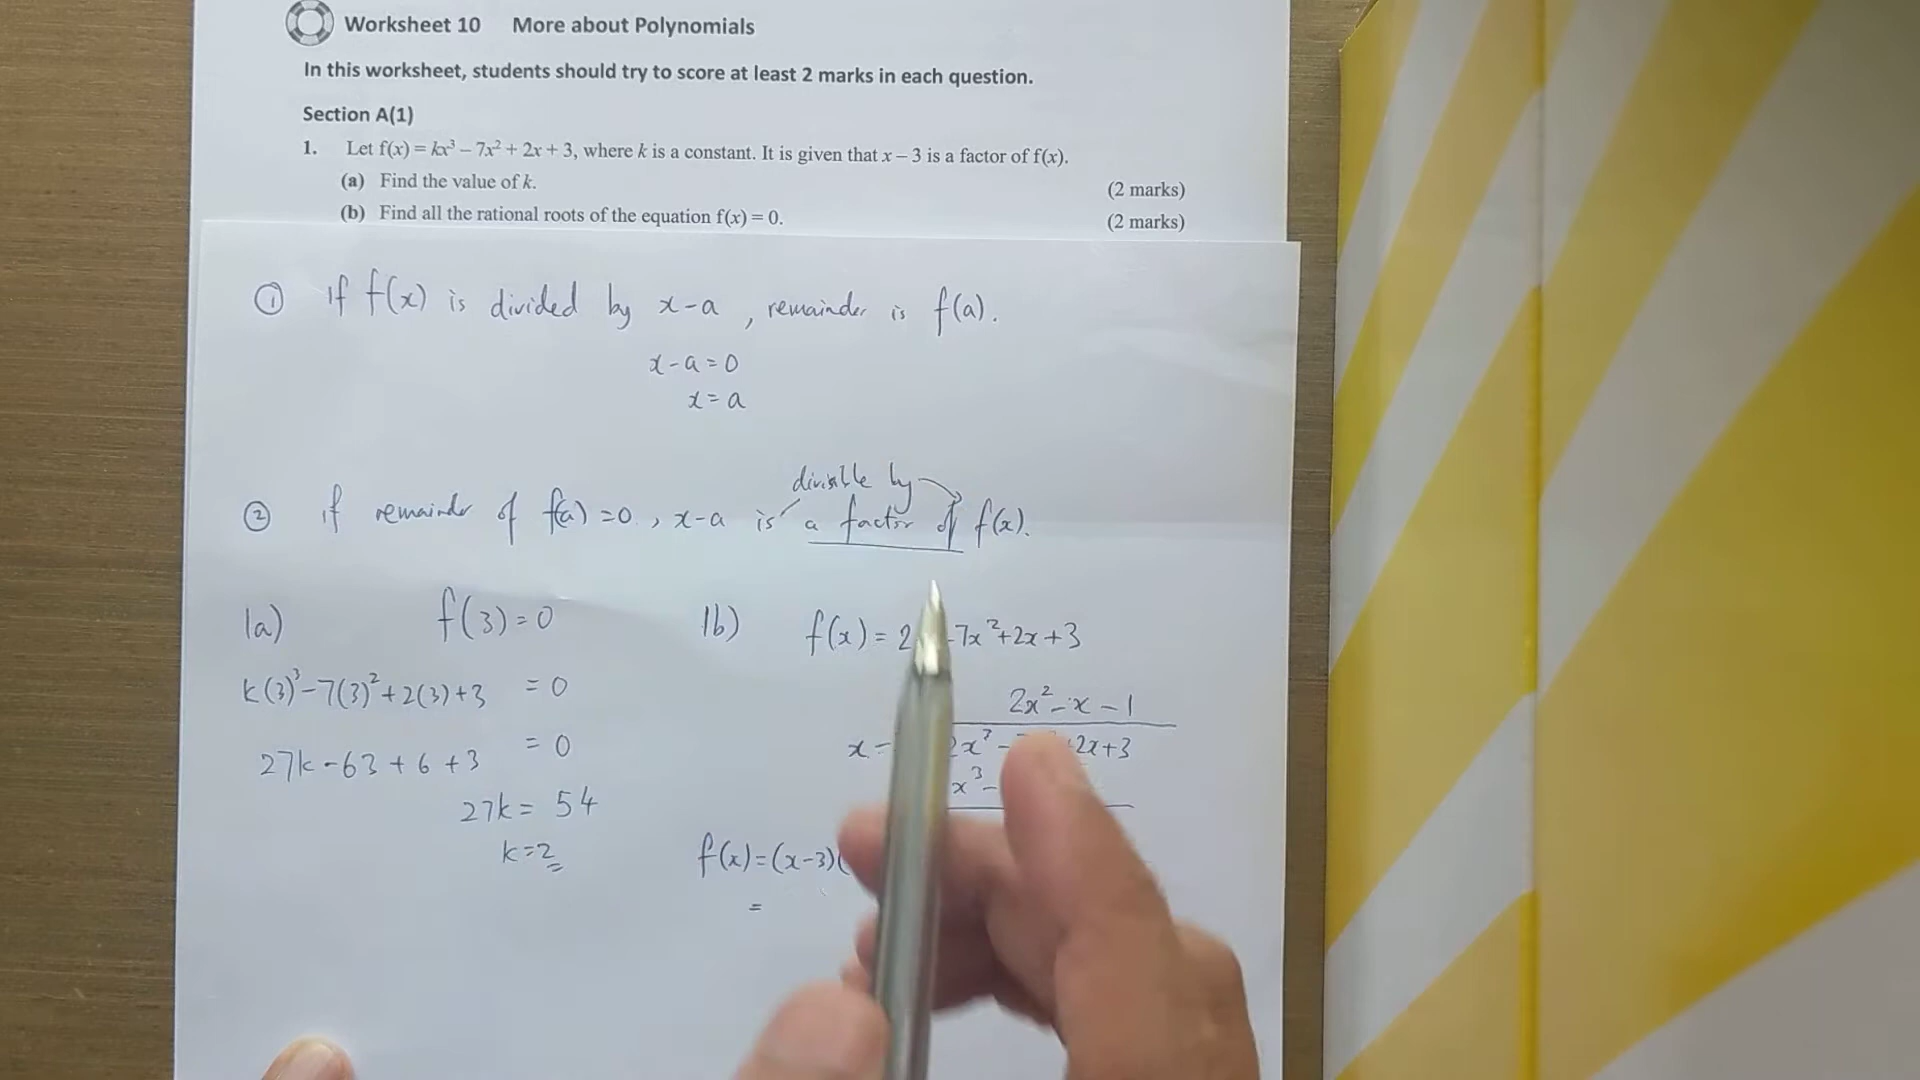 Worksheet 10 More about Polynomials
In this worksheet, students should try to score at least 2 marks in each question.
Section A(1)
1. Let f(x) = kx³ – 7x² + 2x + 3, where k is a constant. It is given that x – 3 is a factor of f(x).
(a) Find the value of k. (2 marks)
(b) Find all the rational roots of the equation f(x) = 0. (2 marks)
① If f(x) is divided by x-a, remainder is f(a).
x-a=0
x=a
divisible by
② if remainder of f(a)=0, x-a is a factor of f(x).
1a) f(3)=0
k(3)³-7(3)²+2(3)+3 =0
27k-63+6+3 =0
27k= 54
k=2
1b) f(x)=2 -7x²+2x+3
2x²-x-1
x- 2x³- +2x+3
x³-
f(x)=(x-3)(
=